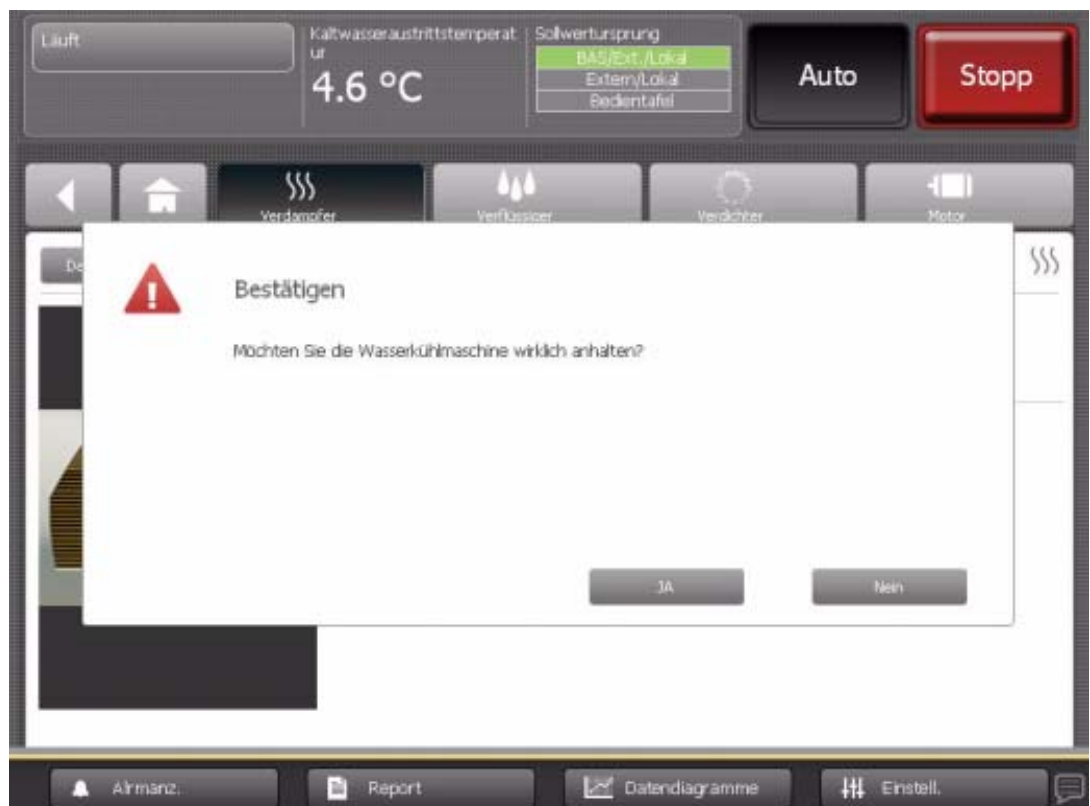 Läuft
Kaltwasseraustrittstemperat
ur
4.6 °C
Sollwertursprung
BAS/Ext./Lokal
Extern/Lokal
Bedientafel
Auto
Stopp
Verdampfer
Verflüssiger
Verdichter
Motor
De
Bestätigen
Möchten Sie die Wasserkühlmaschine wirklich anhalten?
JA
Nein
Alrmanz.
Report
Datendiagramme
Einstell.